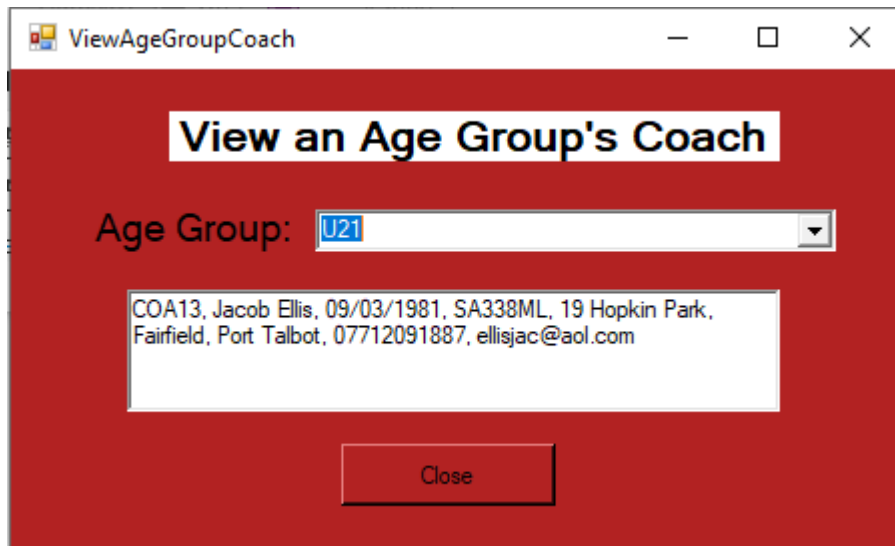 ViewAgeGroupCoach
View an Age Group's Coach
Age Group: U21
COA13, Jacob Ellis, 09/03/1981, SA338ML, 19 Hopkin Park,
Fairfield, Port Talbot, 07712091887, ellisjac@aol.com
Close